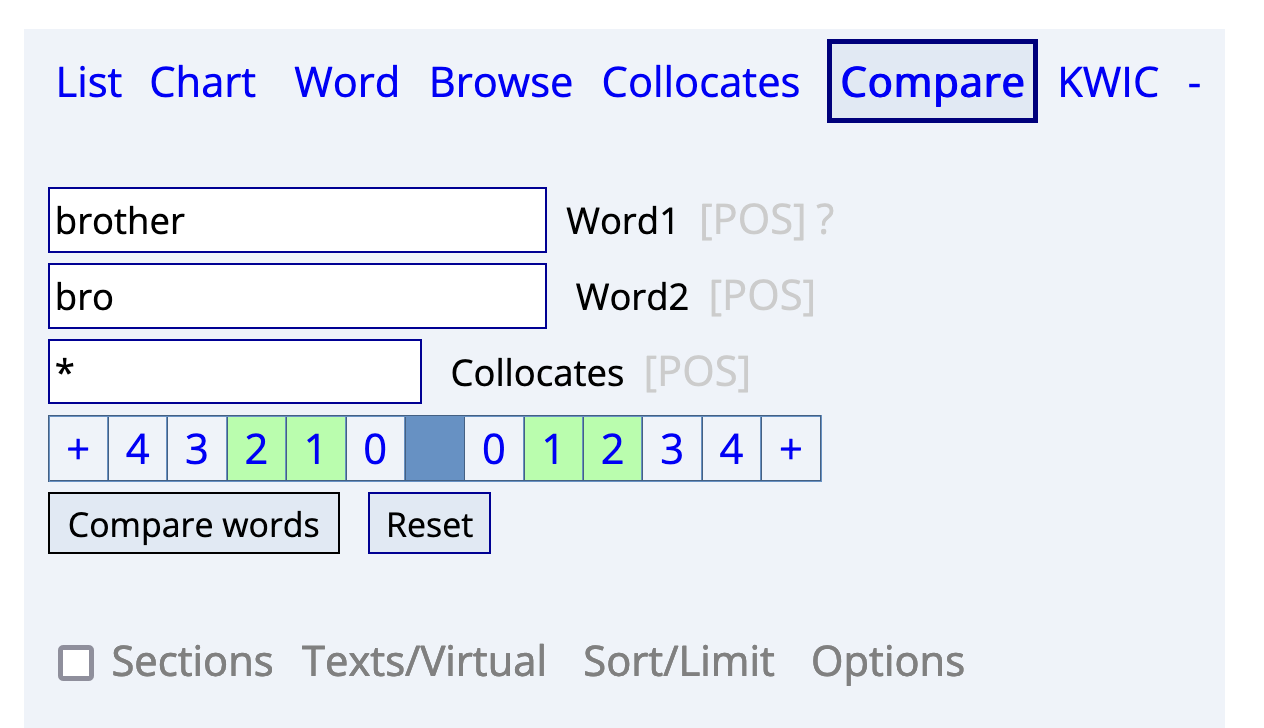 List Chart Word Browse Collocates Compare KWIC -
brother Word1 [POS] ?
bro Word2 [POS]
* Collocates [POS]
+ 4 3 2 1 0 0 1 2 3 4 +
Compare words Reset
Sections Texts/Virtual Sort/Limit Options